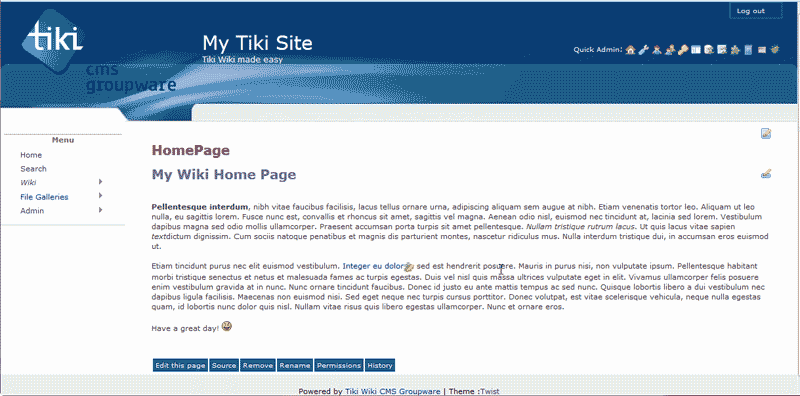 Log out
tiki
cms
groupware
My Tiki Site
Tiki Wiki made easy
Quick Admin:
Menu
Home
Search
Wiki
File Galleries
Admin
HomePage
My Wiki Home Page
Pellentesque interdum, nibh vitae faucibus facilisis, lacus tellus ornare urna, adipiscing aliquam sem augue at nibh. Etiam venenatis tortor leo. Aliquam ut leo
nulla, eu sagittis lorem. Fusce nunc est, convallis et rhoncus sit amet, sagittis vel magna. Aenean odio nisl, euismod nec tincidunt at, lacinia sed lorem. Vestibulum
dapibus magna sed odio mollis ullamcorper. Praesent accumsan porta turpis sit amet pellentesque. Nullam tristique rutrum lacus. Ut quis lacus vitae sapien
textdictum dignissim. Cum sociis natoque penatibus et magnis dis parturient montes, nascetur ridiculus mus. Nulla interdum tristique dui, in accumsan eros euismod
ut.
Etiam tincidunt purus nec elit euismod vestibulum. Integer eu dolor sed est hendrerit posuere. Mauris in purus nisi, non vulputate ipsum. Pellentesque habitant
morbi tristique senectus et netus et malesuada fames ac turpis egestas. Duis vel nisl quis massa ultrices vulputate eget in elit. Vivamus ullamcorper felis posuere
enim vestibulum gravida at in nunc. Nunc ornare tincidunt faucibus. Donec id justo eu ante mattis tempus ac sed nunc. Quisque lobortis libero a dui vestibulum nec
dapibus ligula facilisis. Maecenas non euismod nisi. Sed eget neque nec turpis cursus porttitor. Donec volutpat, est vitae scelerisque vehicula, neque nulla egestas
quam, id lobortis nunc dolor quis nisl. Nullam vitae risus quis libero egestas ullamcorper. Nunc et ornare eros.
Have a great day!
Edit this page Source Remove Rename Permissions History
Powered by Tiki Wiki CMS Groupware | Theme :Twist